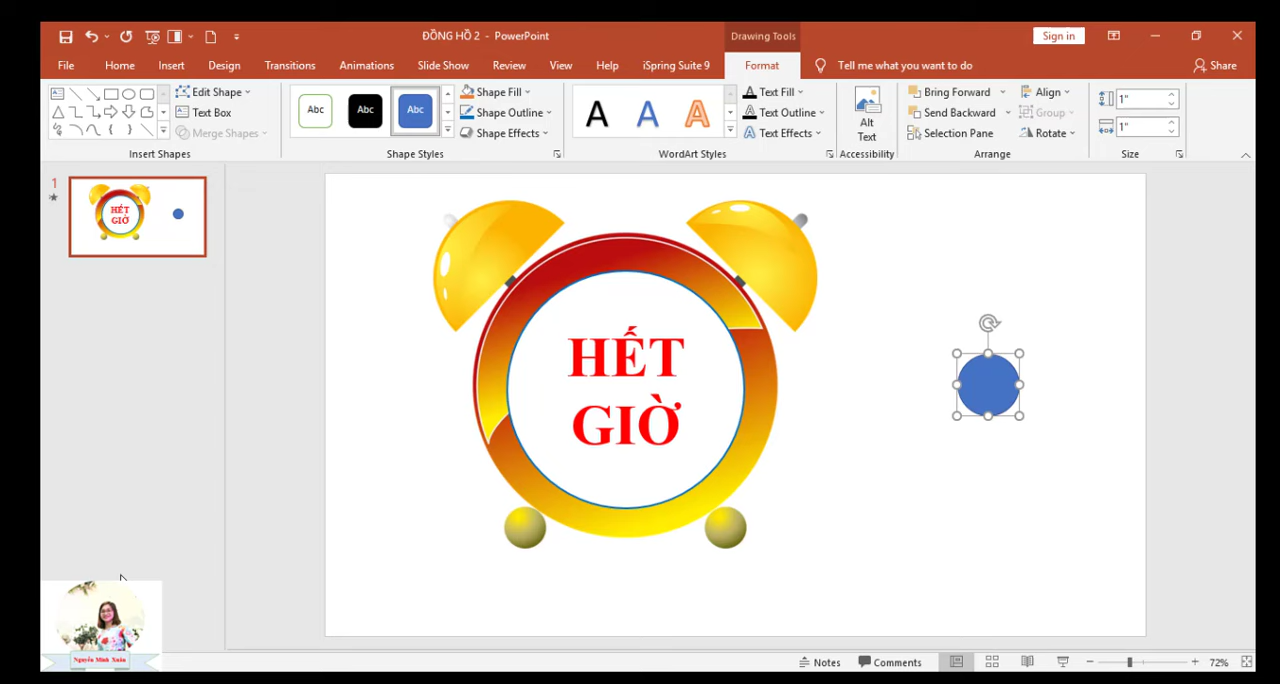 ĐỒNG HỒ 2 - PowerPoint
Drawing Tools
Sign in
File Home Insert Design Transitions Animations Slide Show Review View Help iSpring Suite 9 Format Tell me what you want to do Share
Edit Shape
Text Box
Merge Shapes
Insert Shapes
Abc Abc Abc
Shape Fill
Shape Outline
Shape Effects
Shape Styles
A A A
Text Fill
Text Outline
Text Effects
WordArt Styles
Alt
Text
Accessibility
Bring Forward
Send Backward
Selection Pane
Align
Group
Rotate
Arrange
1"
1"
Size
1
HẾT
GIỜ
HẾT
GIỜ
Nguyễn Minh Xuân
Notes Comments 72%